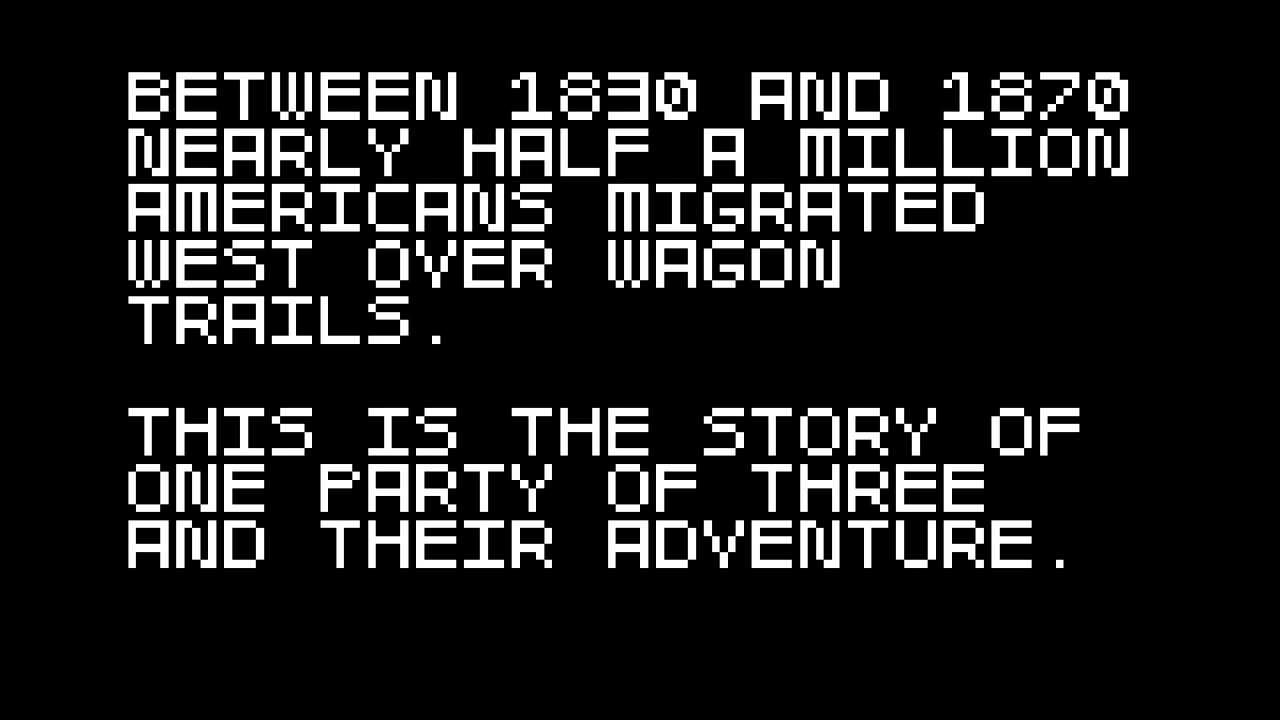 BETWEEN 1830 AND 1870
NEARLY HALF A MILLION
AMERICANS MIGRATED
WEST OVER WAGON
TRAILS.
THIS IS THE STORY OF
ONE PARTY OF THREE
AND THEIR ADVENTURE.